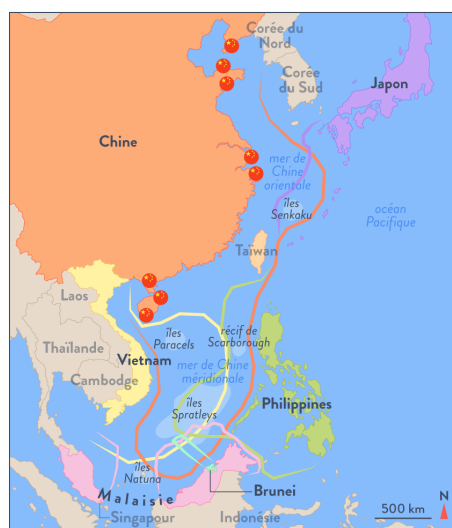 Corée du
Nord
Corée
du Sud
Japon
Chine
mer de
Chine
orientale
îles
Senkaku
océan
Pacifique
Taïwan
Laos
îles
Paracels
récif de
Scarborough
Thaïlande
Vietnam
mer de Chine
méridionale
Cambodge
îles
Spratleys
Philippines
îles
Natuna
Malaisie
Brunei
Singapour
Indonésie
500 km
N